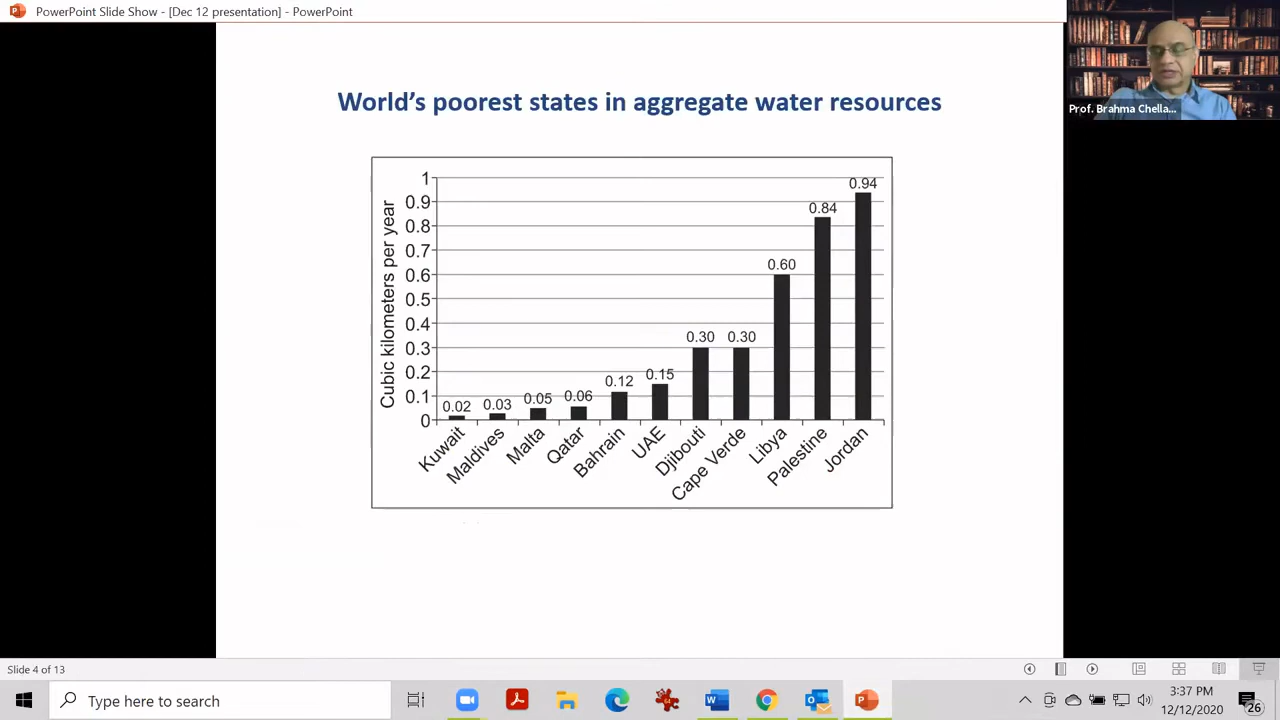 PowerPoint Slide Show - [Dec 12 presentation] - PowerPoint
Prof. Brahma Chella...
World's poorest states in aggregate water resources
Cubic kilometers per year
1
0.9
0.8
0.7
0.6
0.5
0.4
0.3
0.2
0.1
0
0.02
0.03
0.05
0.06
0.12
0.15
0.30
0.30
0.60
0.84
0.94
Kuwait
Maldives
Malta
Qatar
Bahrain
UAE
Djibouti
Cape Verde
Libya
Palestine
Jordan
Slide 4 of 13
Type here to search
3:37 PM
12/12/2020
26